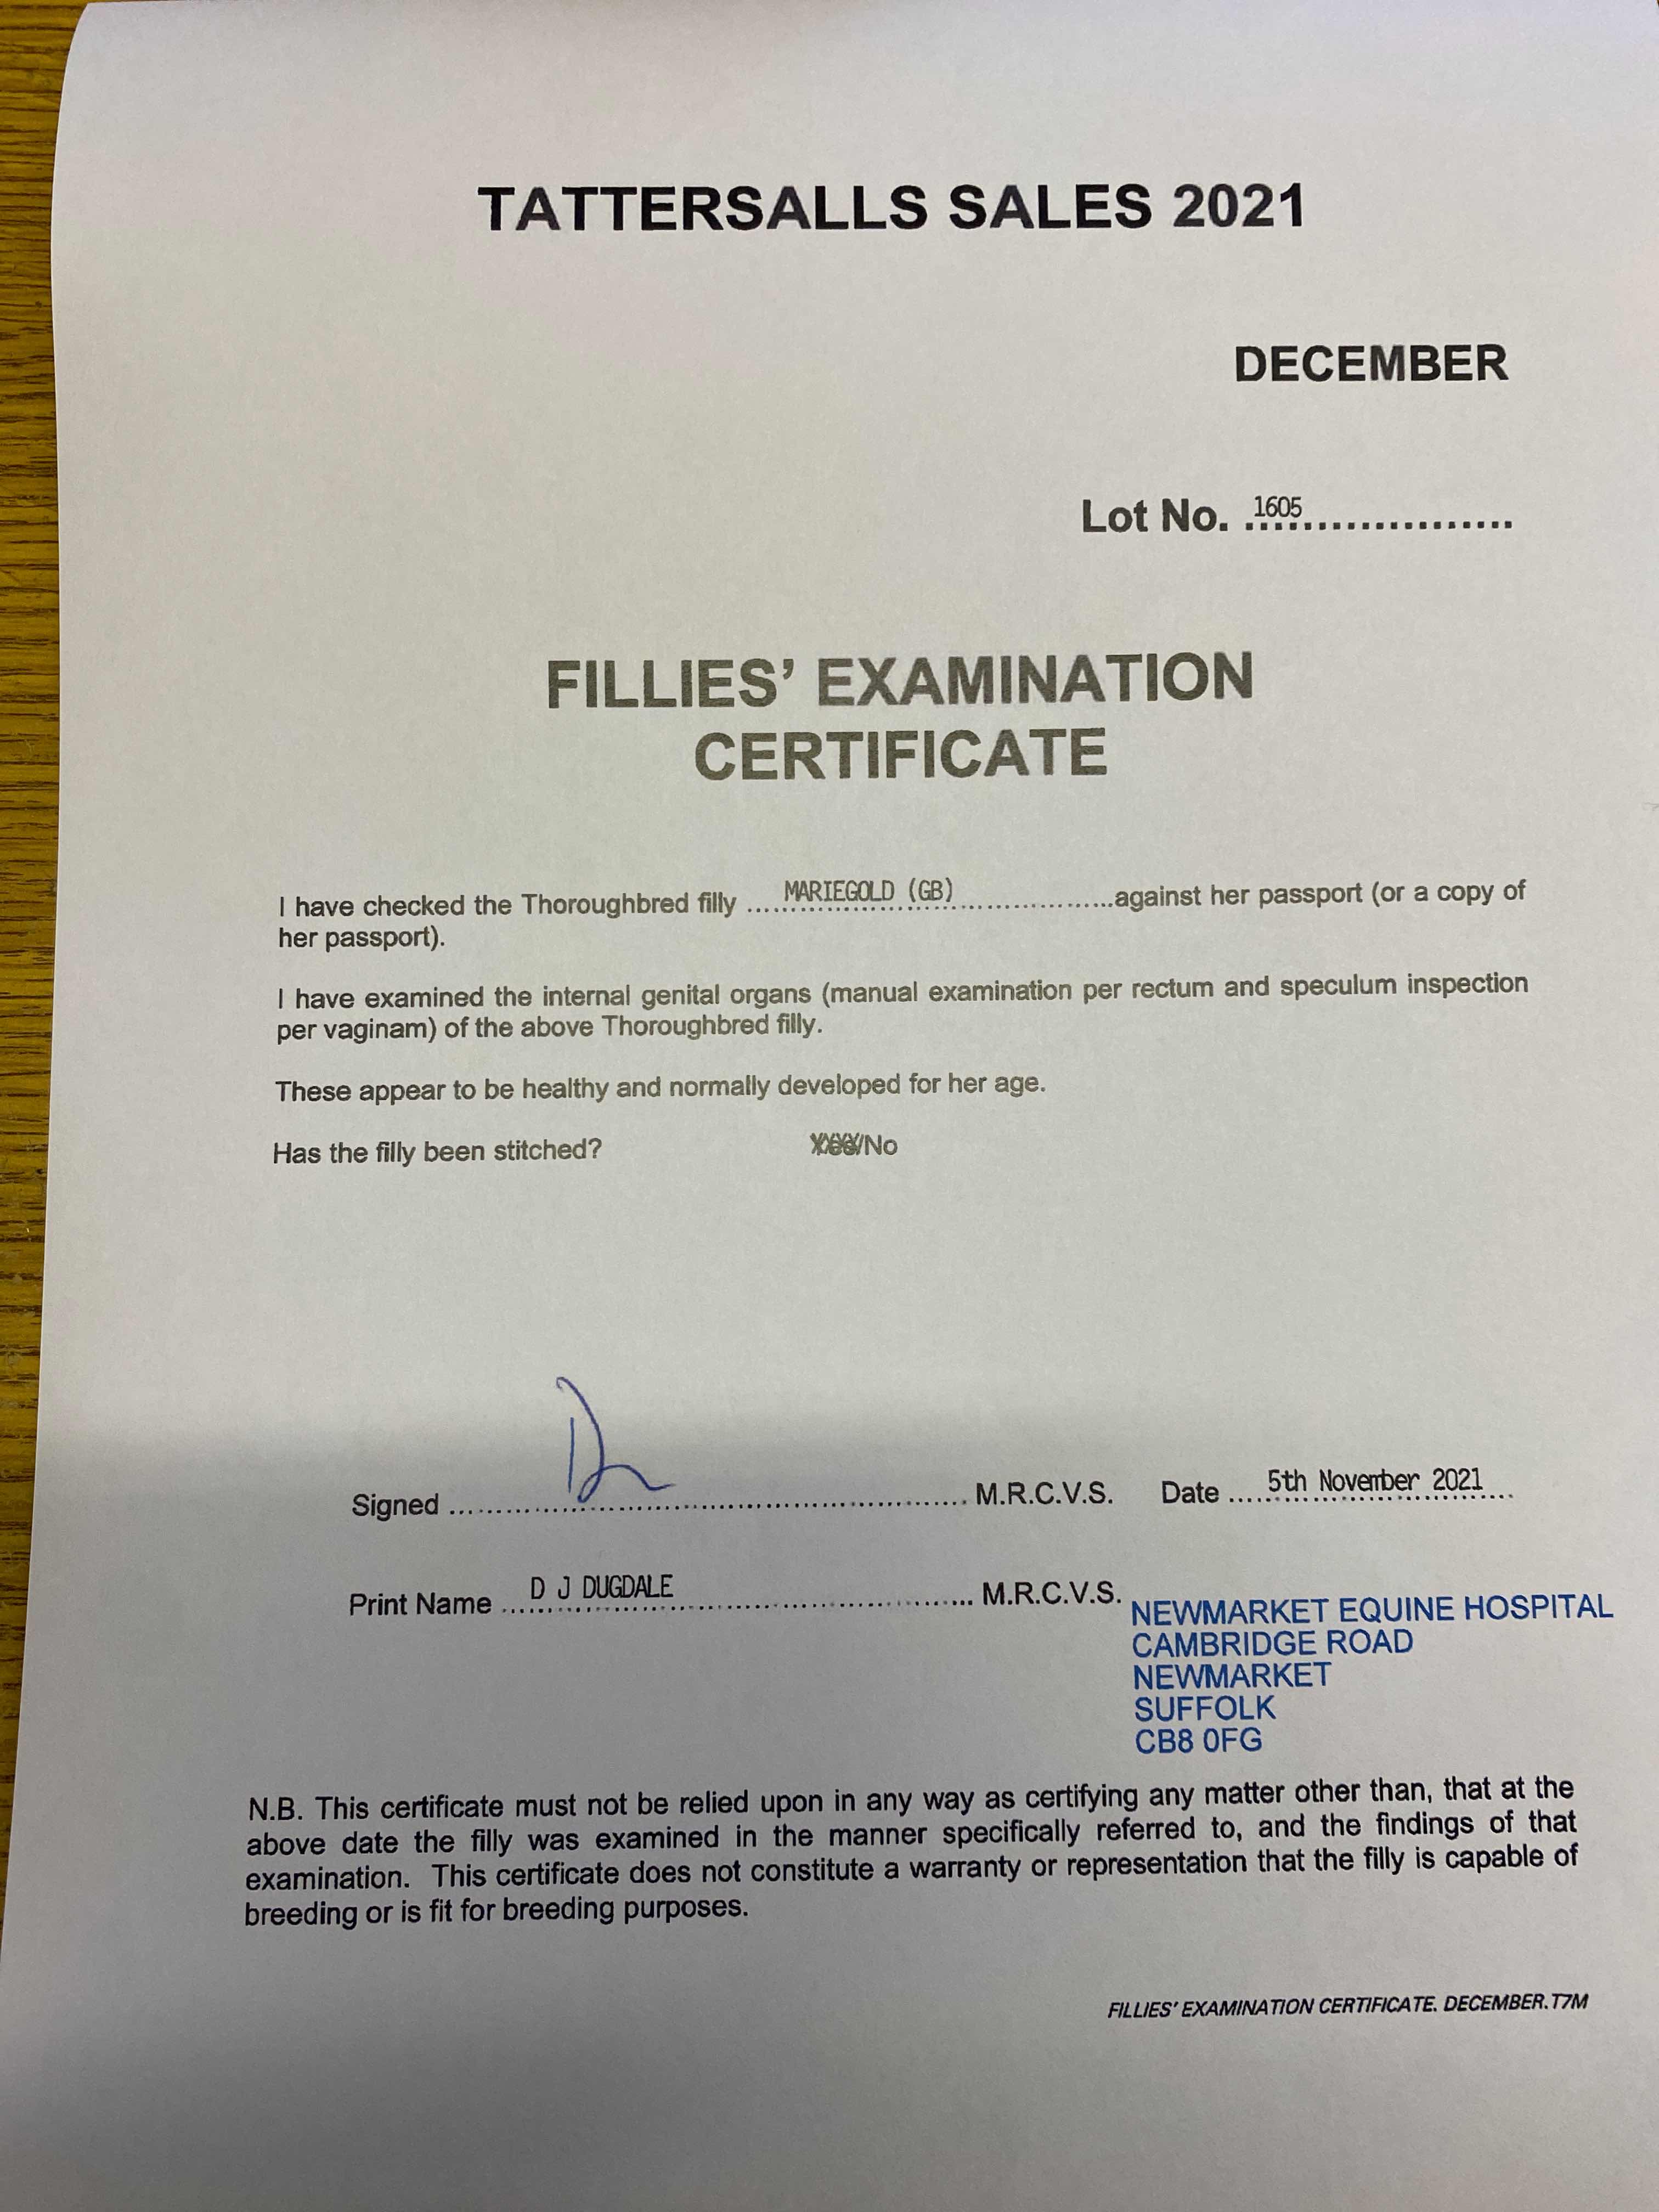 TATTERSALLS SALES 2021
DECEMBER
Lot No. 1605....................
FILLIES' EXAMINATION
CERTIFICATE
I have checked the Thoroughbred filly ....MARIEGOLD (GB)....................against her passport (or a copy of
her passport).
I have examined the internal genital organs (manual examination per rectum and speculum inspection
per vaginam) of the above Thoroughbred filly.
These appear to be healthy and normally developed for her age.
Has the filly been stitched? Yes/No
Signed .................................................... M.R.C.V.S. Date ....5th November 2021....
Print Name ....D J DUGDALE.................................... M.R.C.V.S.
NEWMARKET EQUINE HOSPITAL
CAMBRIDGE ROAD
NEWMARKET
SUFFOLK
CB8 0FG
N.B. This certificate must not be relied upon in any way as certifying any matter other than, that at the
above date the filly was examined in the manner specifically referred to, and the findings of that
examination. This certificate does not constitute a warranty or representation that the filly is capable of
breeding or is fit for breeding purposes.
FILLIES' EXAMINATION CERTIFICATE. DECEMBER.T7M